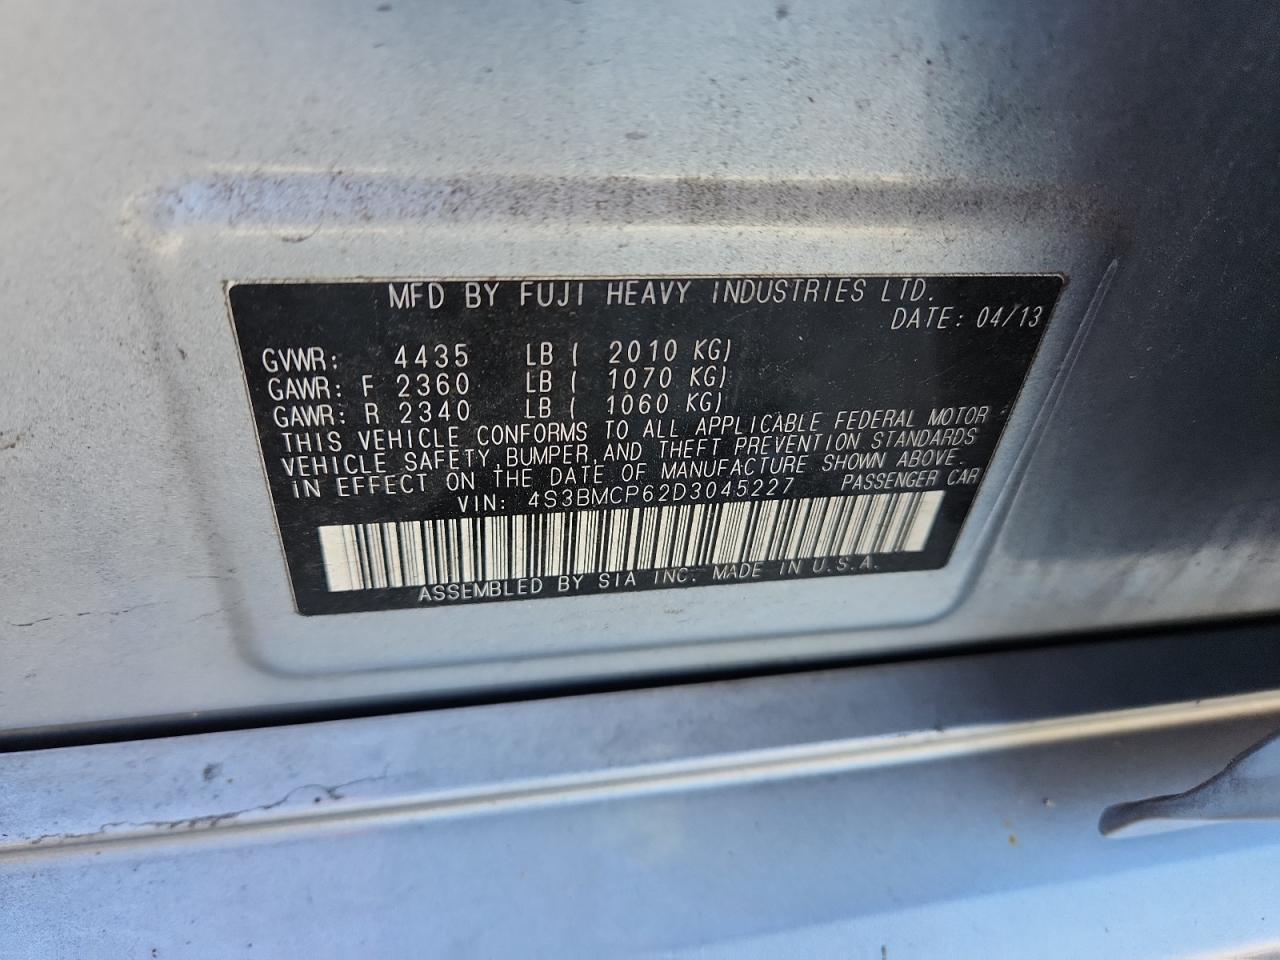 MFD BY FUJI HEAVY INDUSTRIES LTD.
DATE: 04/13
GVWR: 4435 LB ( 2010 KG)
GAWR: F 2360 LB ( 1070 KG)
GAWR: R 2340 LB ( 1060 KG)
THIS VEHICLE CONFORMS TO ALL APPLICABLE FEDERAL MOTOR
VEHICLE SAFETY, BUMPER, AND THEFT PREVENTION STANDARDS
IN EFFECT ON THE DATE OF MANUFACTURE SHOWN ABOVE.
VIN: 4S3BMCP62D3045227 PASSENGER CAR
ASSEMBLED BY SIA INC. MADE IN U.S.A.